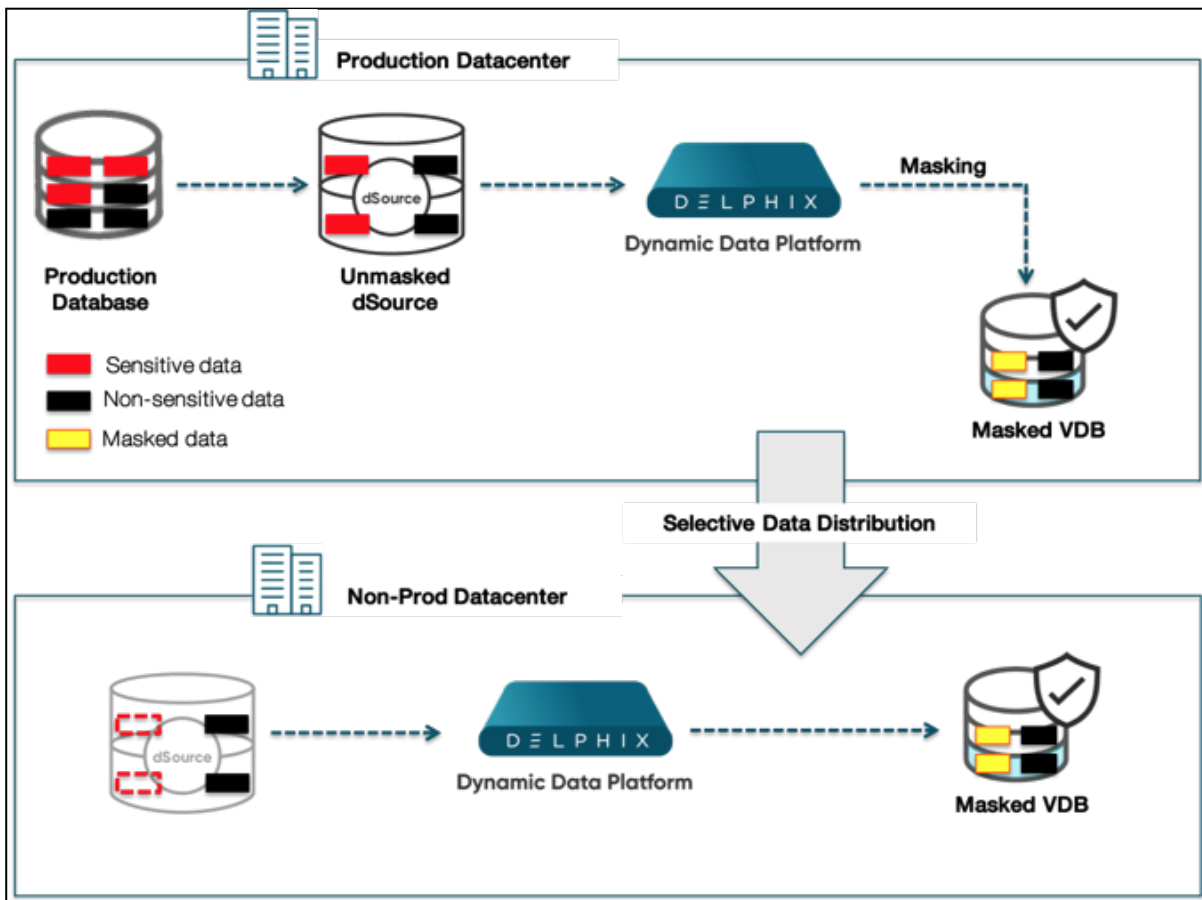 Production Datacenter
Masking
dSource
DELPHIX
Dynamic Data Platform
Production
Database
Unmasked
dSource
Sensitive data
Non-sensitive data
Masked data
Masked VDB
Selective Data Distribution
Non-Prod Datacenter
dSource
DELPHIX
Dynamic Data Platform
Masked VDB